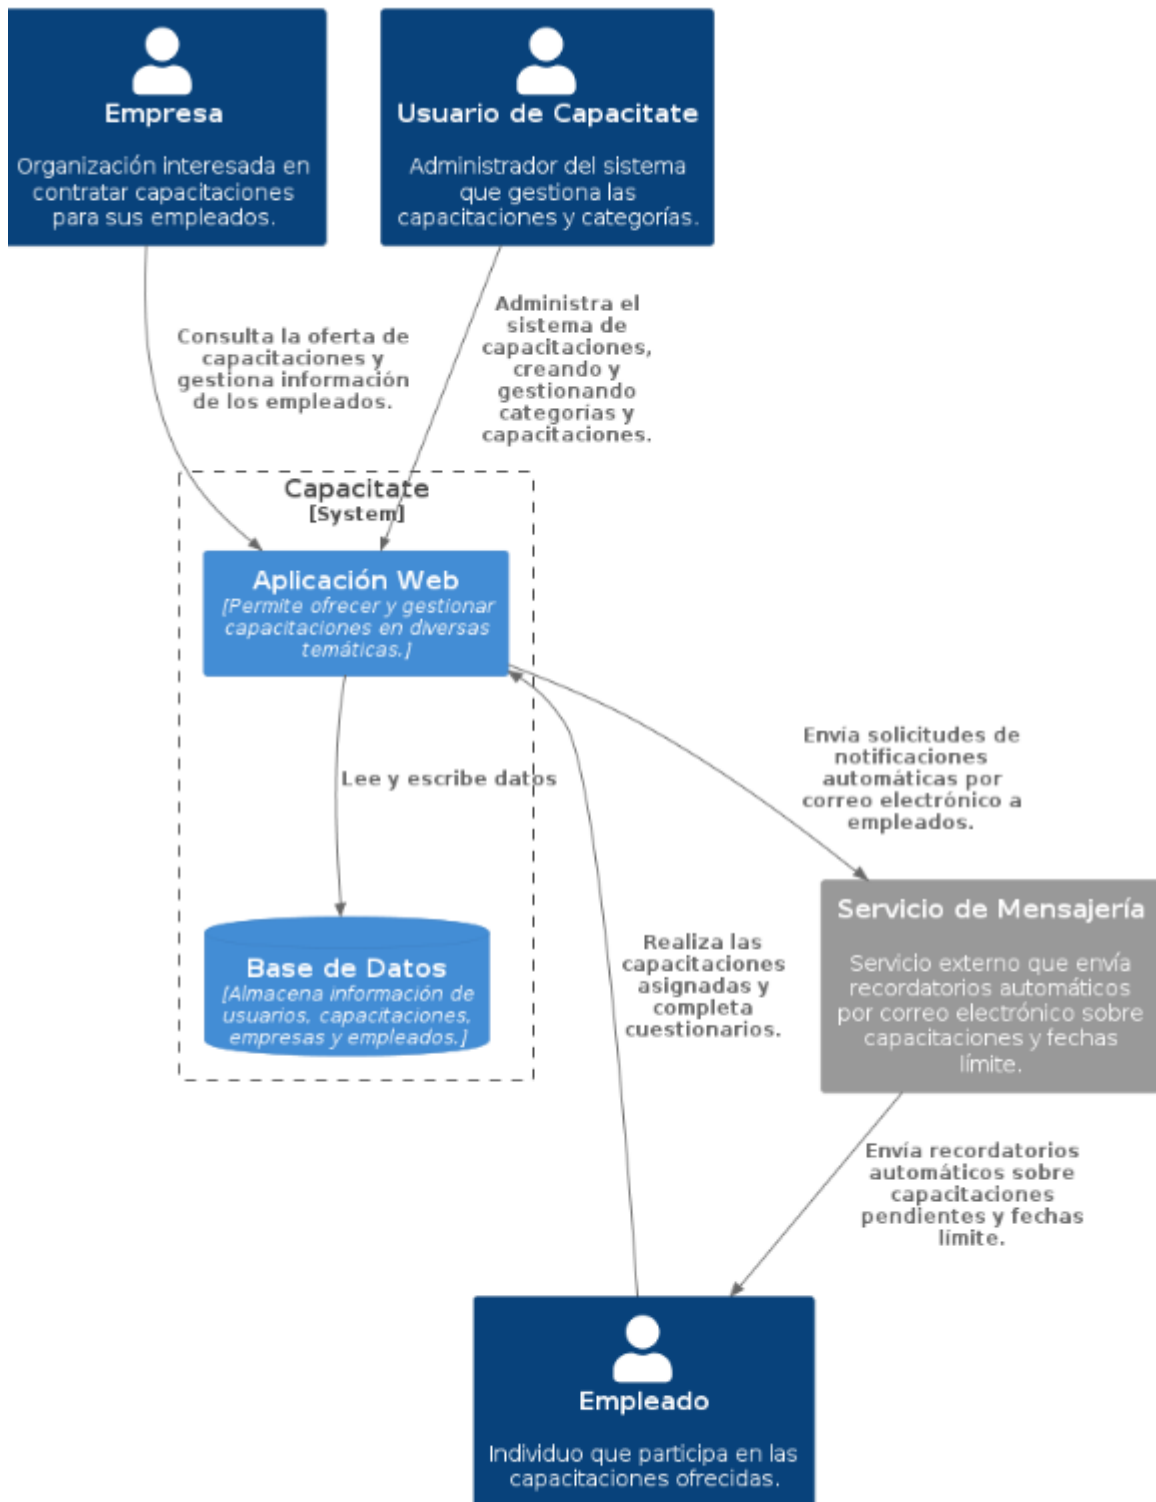 Empresa
Organización interesada en
contratar capacitaciones
para sus empleados.
Usuario de Capacitate
Administrador del sistema
que gestiona las
capacitaciones y categorías.
Consulta la oferta de
capacitaciones y
gestiona información
de los empleados.
Administra el
sistema de
capacitaciones,
creando y
gestionando
categorías y
capacitaciones.
Capacitate
[System]
Aplicación Web
[Permite ofrecer y gestionar
capacitaciones en diversas
temáticas.]
Lee y escribe datos
Envía solicitudes de
notificaciones
automáticas por
correo electrónico a
empleados.
Base de Datos
[Almacena información de
usuarios, capacitaciones,
empresas y empleados.]
Realiza las
capacitaciones
asignadas y
completa
cuestionarios.
Servicio de Mensajería
Servicio externo que envía
recordatorios automáticos
por correo electrónico sobre
capacitaciones y fechas
límite.
Envía recordatorios
automáticos sobre
capacitaciones
pendientes y fechas
límite.
Empleado
Individuo que participa en las
capacitaciones ofrecidas.